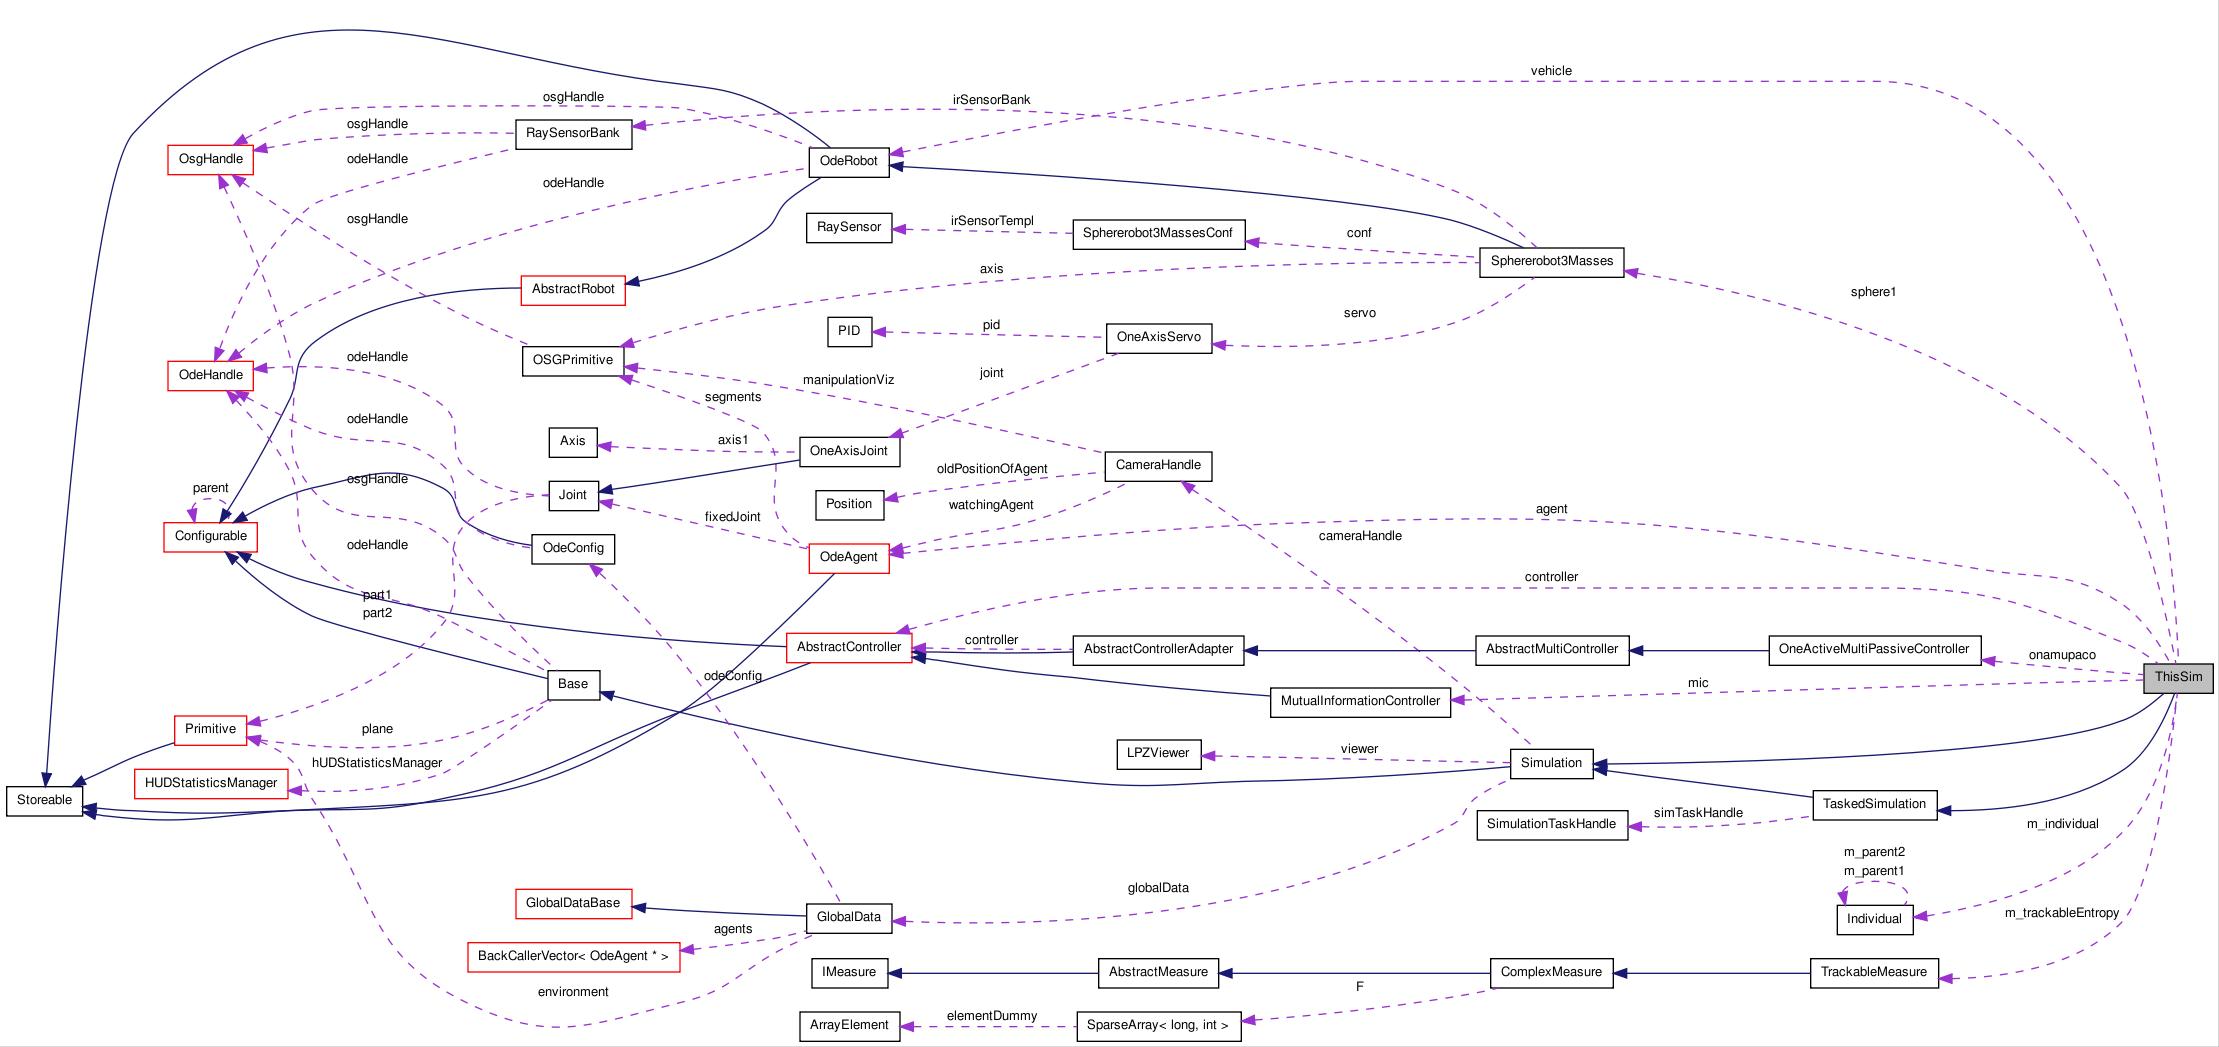 vehicle
osgHandle
irSensorBank
osgHandle
RaySensorBank
OsgHandle
odeHandle
OdeRobot
odeHandle
osgHandle
RaySensor
irSensorTempl
Sphererobot3MassesConf
conf
Sphererobot3Masses
axis
AbstractRobot
sphere1
servo
PID
pid
OneAxisServo
OSGPrimitive
odeHandle
OdeHandle
joint
manipulationViz
segments
odeHandle
Axis
axis1
OneAxisJoint
CameraHandle
oldPositionOfAgent
osgHandle
parent
Joint
Position
watchingAgent
agent
fixedJoint
Configurable
cameraHandle
odeHandle
OdeConfig
OdeAgent
controller
part1
part2
AbstractController
controller
AbstractControllerAdapter
AbstractMultiController
OneActiveMultiPassiveController
onamupaco
ThisSim
odeConfig
Base
mic
MutualInformationController
Primitive
plane
LPZViewer
viewer
Simulation
hUDStatisticsManager
HUDStatisticsManager
Storeable
TaskedSimulation
simTaskHandle
SimulationTaskHandle
m_individual
m_parent2
m_parent1
globalData
GlobalDataBase
GlobalData
Individual
m_trackableEntropy
agents
BackCallerVector< OdeAgent * >
IMeasure
AbstractMeasure
ComplexMeasure
TrackableMeasure
environment
F
ArrayElement
elementDummy
SparseArray< long, int >